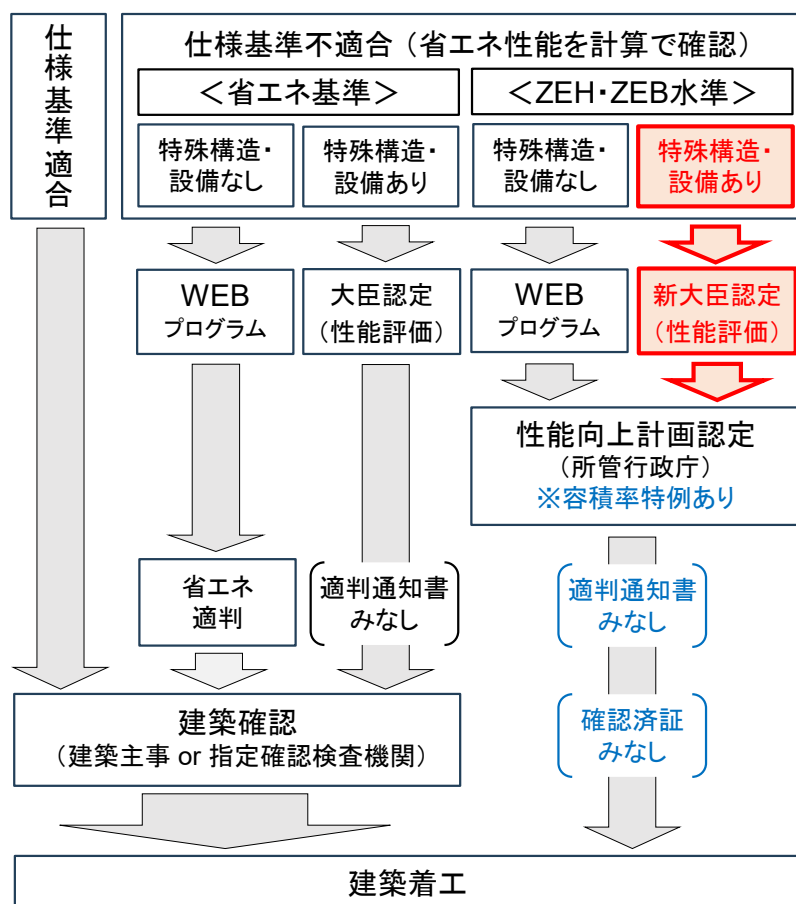 仕様基準適合
仕様基準不適合（省エネ性能を計算で確認）
＜省エネ基準＞
＜ZEH・ZEB水準＞
特殊構造・
設備なし
特殊構造・
設備あり
特殊構造・
設備なし
特殊構造・
設備あり
WEB
プログラム
大臣認定
（性能評価）
WEB
プログラム
新大臣認定
（性能評価）
性能向上計画認定
（所管行政庁）
※容積率特例あり
省エネ
適判
適判通知書
みなし
適判通知書
みなし
建築確認
（建築主事 or 指定確認検査機関）
確認済証
みなし
建築着工